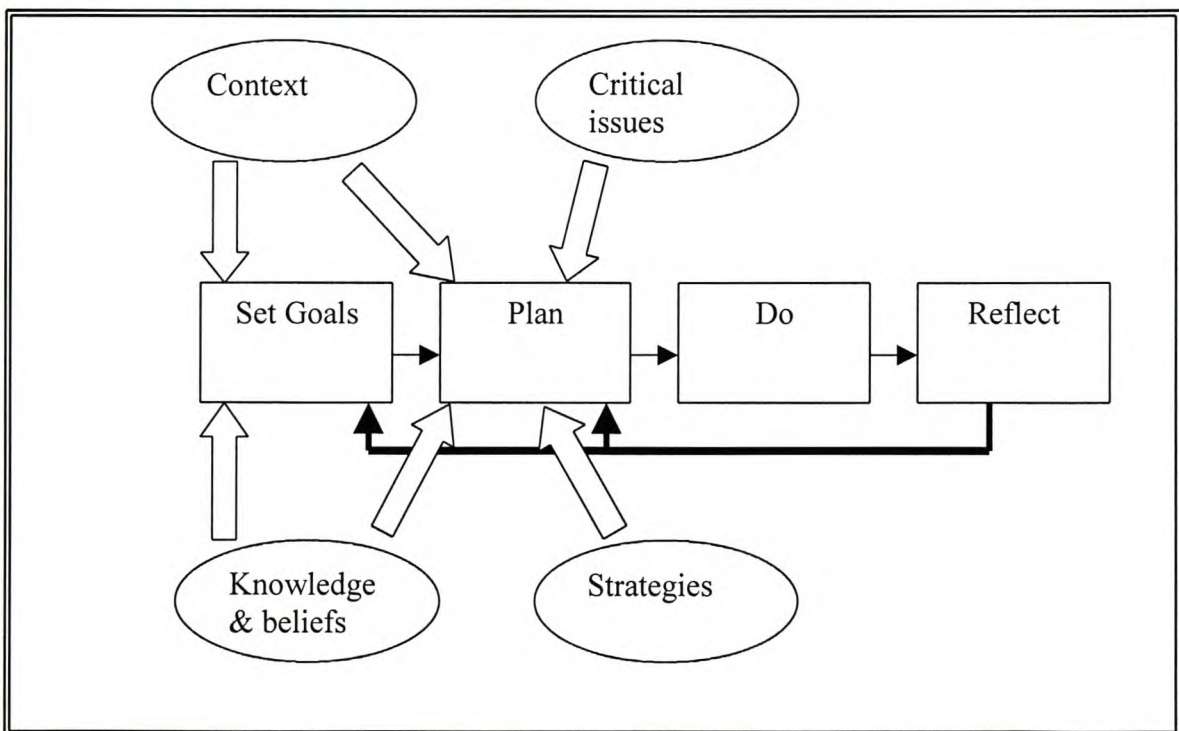 Context
Critical
issues
Set Goals
Plan
Do
Reflect
Knowledge
& beliefs
Strategies